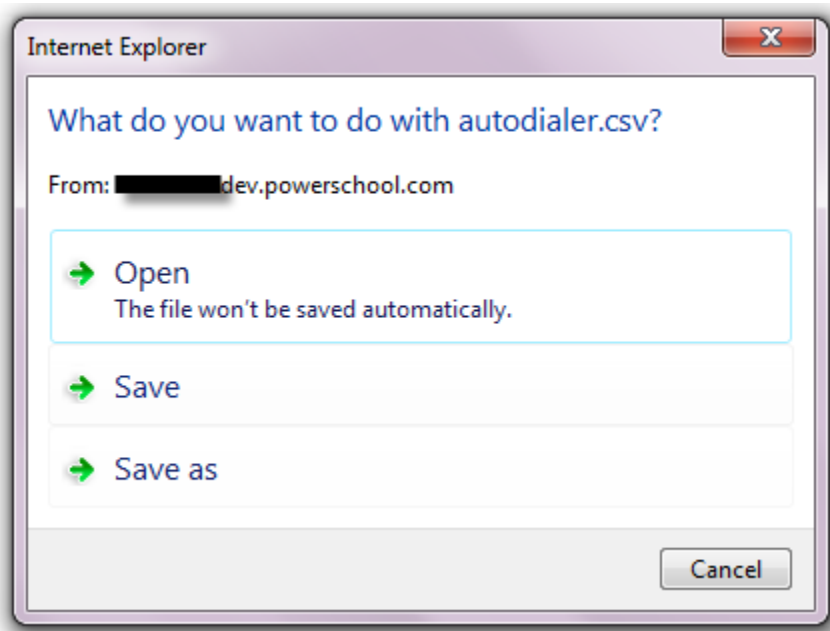 Internet Explorer
What do you want to do with autodialer.csv?
From: dev.powerschool.com
Open
The file won't be saved automatically.
Save
Save as
Cancel